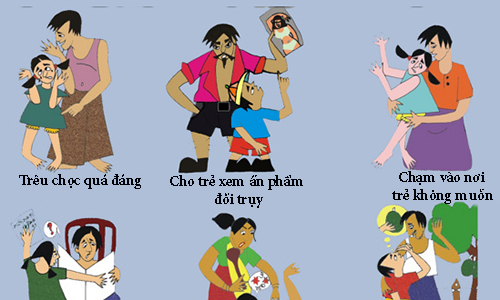 Trêu chọc quá đáng
Cho trẻ xem ấn phẩm
đồi trụy
Chạm vào nơi
trẻ không muốn